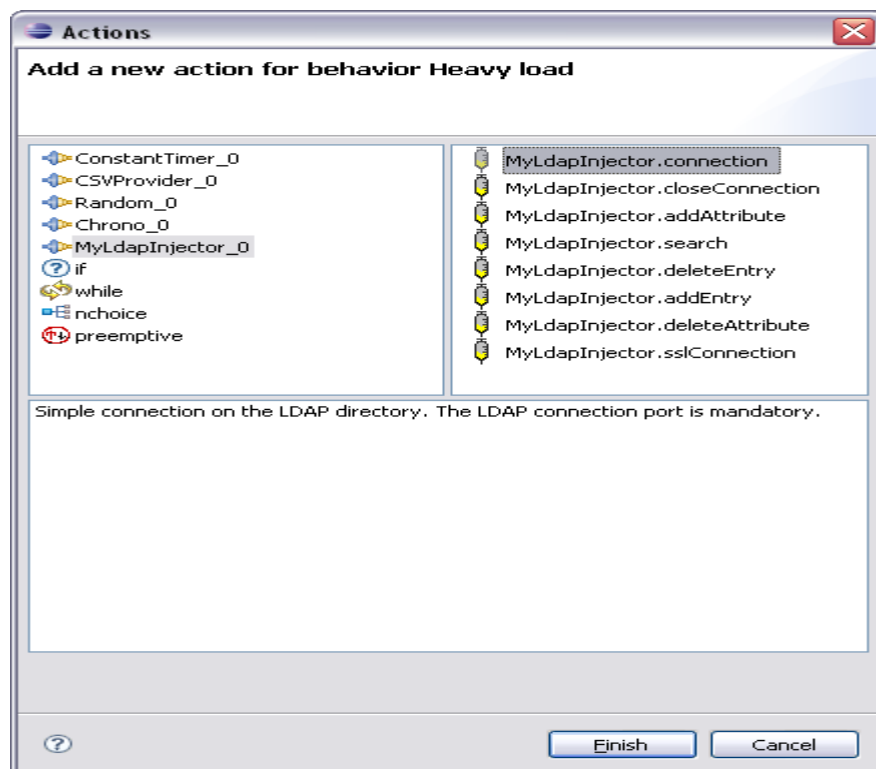 Actions
Add a new action for behavior Heavy load
ConstantTimer_0
CSVProvider_0
Random_0
Chrono_0
MyLdapInjector_0
if
while
nchoice
preemptive
MyLdapInjector.connection
MyLdapInjector.closeConnection
MyLdapInjector.addAttribute
MyLdapInjector.search
MyLdapInjector.deleteEntry
MyLdapInjector.addEntry
MyLdapInjector.deleteAttribute
MyLdapInjector.sslConnection
Simple connection on the LDAP directory. The LDAP connection port is mandatory.
Finish
Cancel